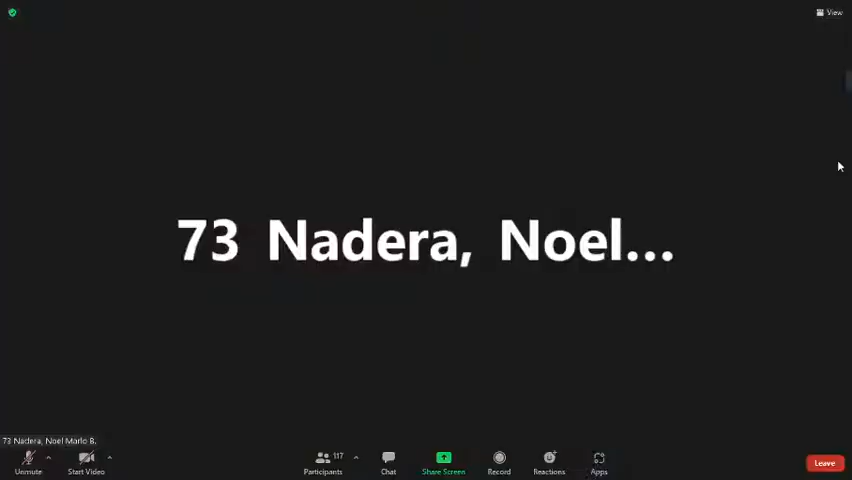 View
73 Nadera, Noel...
73 Nadera, Noel Marlo B.
Unmute
Start Video
Participants 117
Chat
Share Screen
Record
Reactions
Apps
Leave